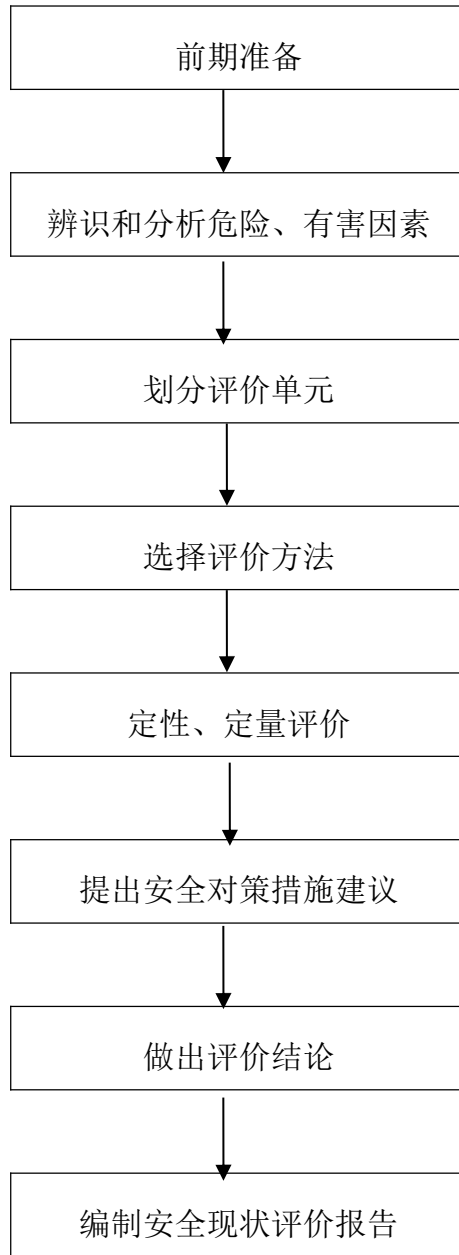 前期准备
辨识和分析危险、有害因素
划分评价单元
选择评价方法
定性、定量评价
提出安全对策措施建议
做出评价结论
编制安全现状评价报告